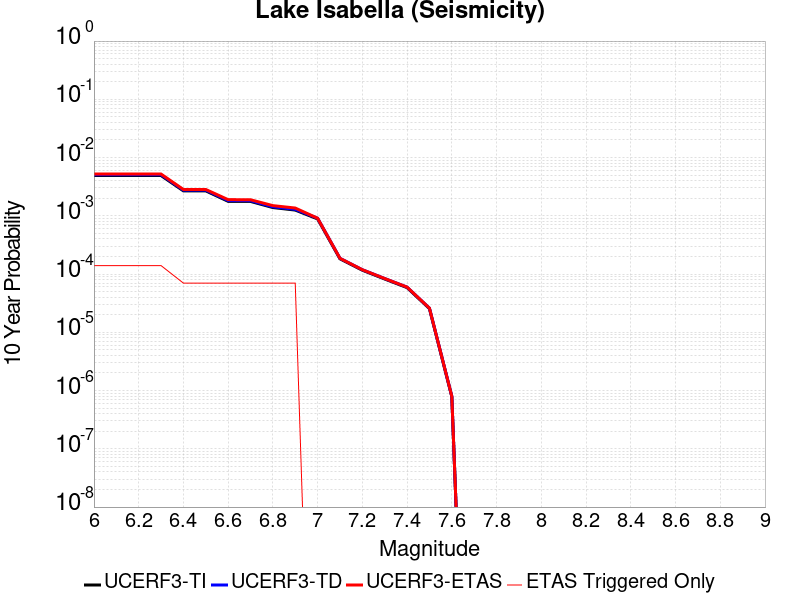 Lake Isabella (Seismicity)
10 0
10 -1
10 -2
10 -3
10 -4
10 -5
10 -6
10 -7
10 -8
10 Year Probability
6 6.2 6.4 6.6 6.8 7 7.2 7.4 7.6 7.8 8 8.2 8.4 8.6 8.8 9
Magnitude
UCERF3-TI UCERF3-TD UCERF3-ETAS ETAS Triggered Only